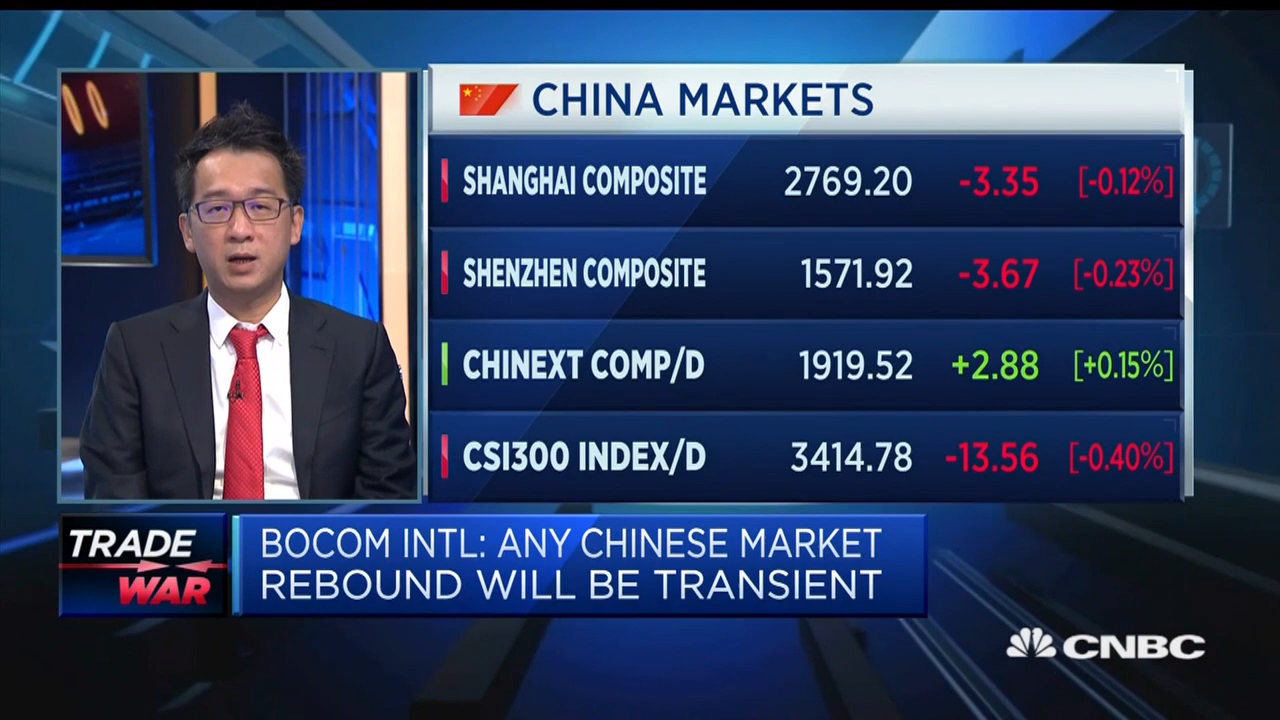 CHINA MARKETS
SHANGHAI COMPOSITE 2769.20 -3.35 [-0.12%]
SHENZHEN COMPOSITE 1571.92 -3.67 [-0.23%]
CHINEXT COMP/D 1919.52 +2.88 [+0.15%]
CSI300 INDEX/D 3414.78 -13.56 [-0.40%]
TRADE
WAR
BOCOM INTL: ANY CHINESE MARKET
REBOUND WILL BE TRANSIENT
CNBC